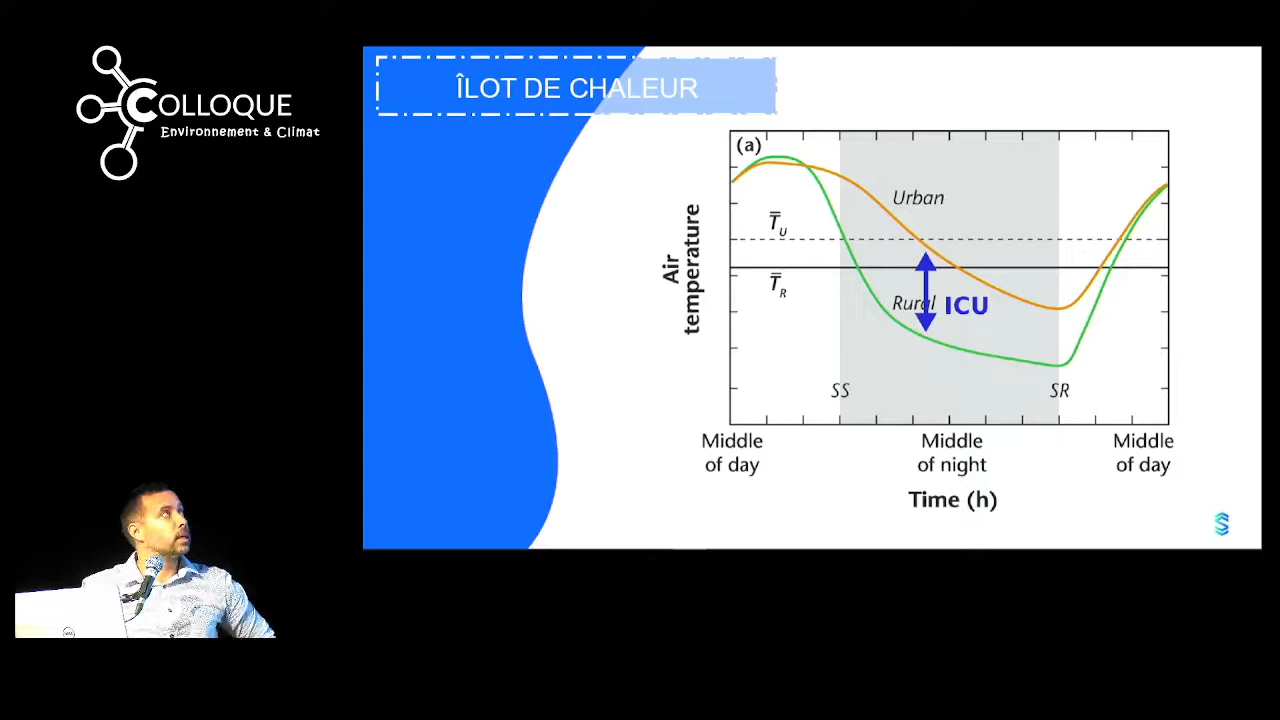 COLLOQUE
Environnement & Climat
ÎLOT DE CHALEUR
(a)
Urban
T̿U
T̿R
Rural
ICU
SS
SR
Air
temperature
Middle
of day
Middle
of night
Middle
of day
Time (h)